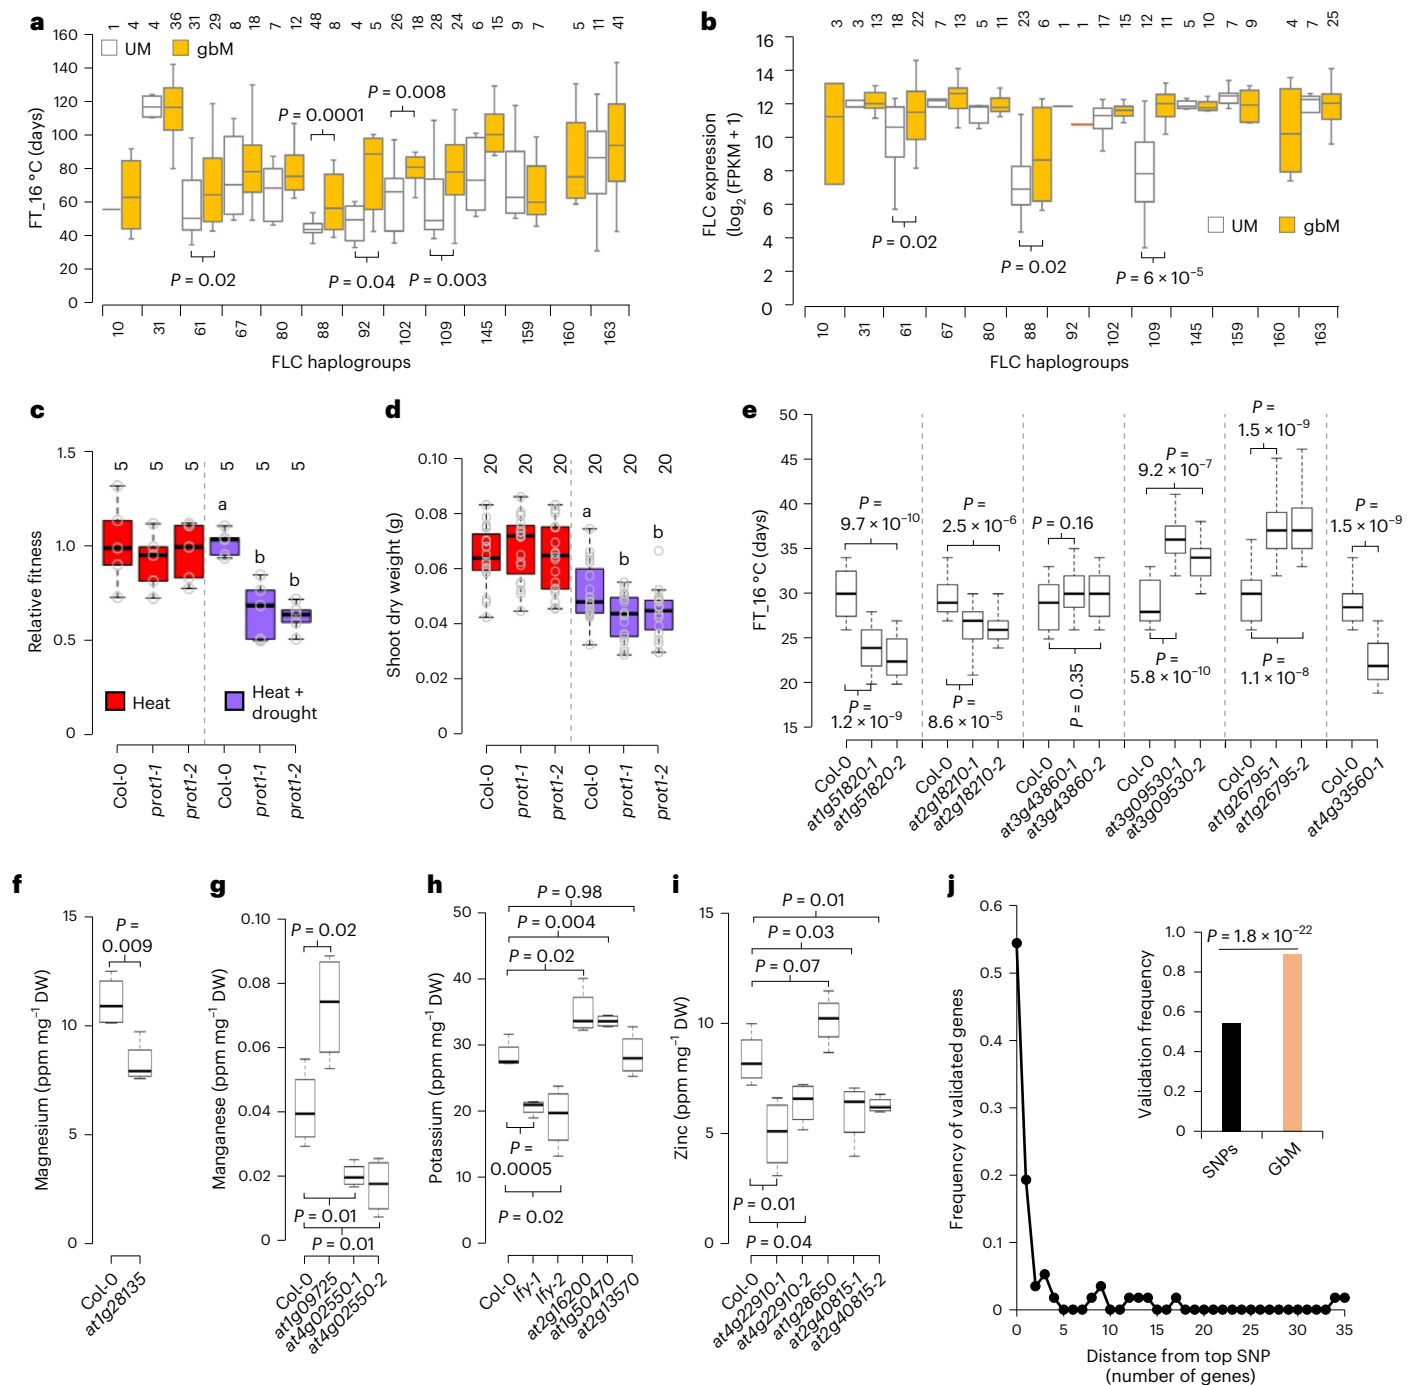 a
1 4 4 36 31 29 8 18 7 12 48 8 4 5 26 18 28 24 6 15 9 7 5 11 41
160
140
120
100
80
60
40
20
0
FT_16 °C (days)
UM gbM
P = 0.0001
P = 0.008
P = 0.02
P = 0.04
P = 0.003
10 31 61 67 80 88 92 102 109 145 159 160 163
FLC haplogroups
b
3 3 13 18 22 7 13 5 11 23 6 1 1 17 15 12 11 5 10 7 9 4 7 25
16
14
12
10
8
6
4
2
0
FLC expression
(log2 (FPKM + 1)
UM gbM
P = 0.02
P = 0.02
P = 6 × 10−5
10 31 61 67 80 88 92 102 109 145 159 160 163
FLC haplogroups
c
1.5
1.0
0.5
0
Relative fitness
5 5 5 5 5 5
a
b
b
Heat
Heat +
drought
Col-0 prot1-1 prot1-2 Col-0 prot1-1 prot1-2
d
0.10
0.08
0.06
0.04
0.02
0
Shoot dry weight (g)
20 20 20 20 20 20
a
b
b
Col-0 prot1-1 prot1-2 Col-0 prot1-1 prot1-2
e
50
45
40
35
30
25
20
15
FT_16 °C (days)
P =
9.7 × 10−10
P =
1.2 × 10−9
P =
2.5 × 10−6
P =
8.6 × 10−5
P = 0.16
P = 0.35
P =
9.2 × 10−7
P =
5.8 × 10−10
P =
1.5 × 10−9
P =
1.1 × 10−8
P =
1.5 × 10−9
Col-0 at1g51820-1 at1g51820-2 Col-0 at2g18210-1 at2g18210-2 Col-0 at3g43860-1 at3g43860-2 Col-0 at3g09530-1 at3g09530-2 Col-0 at1g26795-1 at1g26795-2 Col-0 at4g33560-1
f
15
10
5
0
Magnesium (ppm mg−1 DW)
P =
0.009
Col-0 at1g28135
g
0.10
0.08
0.06
0.04
0.02
0
Manganese (ppm mg−1 DW)
P = 0.02
P = 0.01
P = 0.01
Col-0 at1g09725 at4g02550-1 at4g02550-2
h
50
40
30
20
10
0
Potassium (ppm mg−1 DW)
P = 0.98
P = 0.004
P = 0.02
P =
0.0005
P = 0.02
Col-0 lfy-1 lfy-2 at2g16200 at1g50470 at2g13570
i
15
10
5
0
Zinc (ppm mg−1 DW)
P = 0.01
P = 0.03
P = 0.07
P = 0.01
P = 0.04
Col-0 at4g22910-1 at4g22910-2 at1g28650 at2g40815-1 at2g40815-2
j
0.6
0.5
0.4
0.3
0.2
0.1
0
Frequency of validated genes
0 5 10 15 20 25 30 35
Distance from top SNP
(number of genes)
1.0
0.8
0.6
0.4
0.2
0
Validation frequency
P = 1.8 × 10−22
SNPs GbM